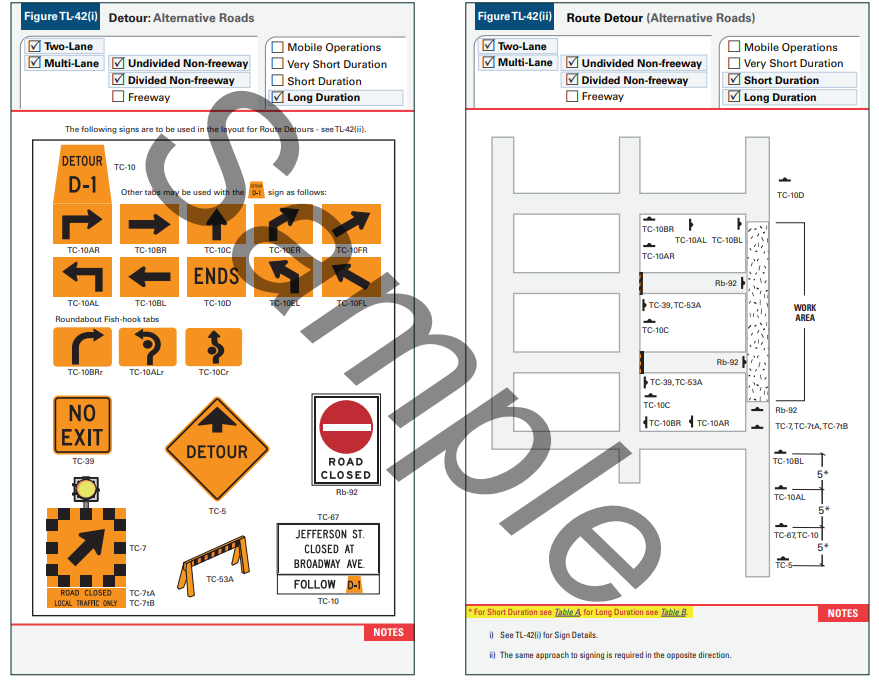 Figure TL-42(i)
Detour: Alternative Roads
Two-Lane
Multi-Lane
Undivided Non-freeway
Divided Non-freeway
Freeway
Mobile Operations
Very Short Duration
Short Duration
Long Duration
The following signs are to be used in the layout for Route Detours - see TL-42(ii).
DETOUR
D-1
TC-10
Other tabs may be used with the DETOUR D-1 sign as follows:
TC-10AR TC-10BR TC-10C TC-10ER TC-10FR
ENDS
TC-10AL TC-10BL TC-10D TC-10EL TC-10FL
Roundabout Fish-hook tabs
TC-10BRr TC-10ALr TC-10Cr
NO
EXIT
TC-39
DETOUR
TC-5
ROAD
CLOSED
Rb-92
TC-7
ROAD CLOSED
LOCAL TRAFFIC ONLY
TC-7tA
TC-7tB
TC-53A
TC-67
JEFFERSON ST.
CLOSED AT
BROADWAY AVE.
FOLLOW D-1
TC-10
NOTES
Figure TL-42(ii)
Route Detour (Alternative Roads)
Two-Lane
Multi-Lane
Undivided Non-freeway
Divided Non-freeway
Freeway
Mobile Operations
Very Short Duration
Short Duration
Long Duration
TC-10D
TC-10BR
TC-10AL TC-10BL
TC-10AR
Rb-92
TC-39, TC-53A
TC-10C
WORK
AREA
Rb-92
TC-39, TC-53A
TC-10C
TC-10BR TC-10AR
Rb-92
TC-7, TC-7tA, TC-7tB
TC-10BL
5*
TC-10AL
5*
TC-67, TC-10
5*
TC-5
* For Short Duration see Table A, for Long Duration see Table B.
NOTES
i) See TL-42(i) for Sign Details.
ii) The same approach to signing is required in the opposite direction.
Sample